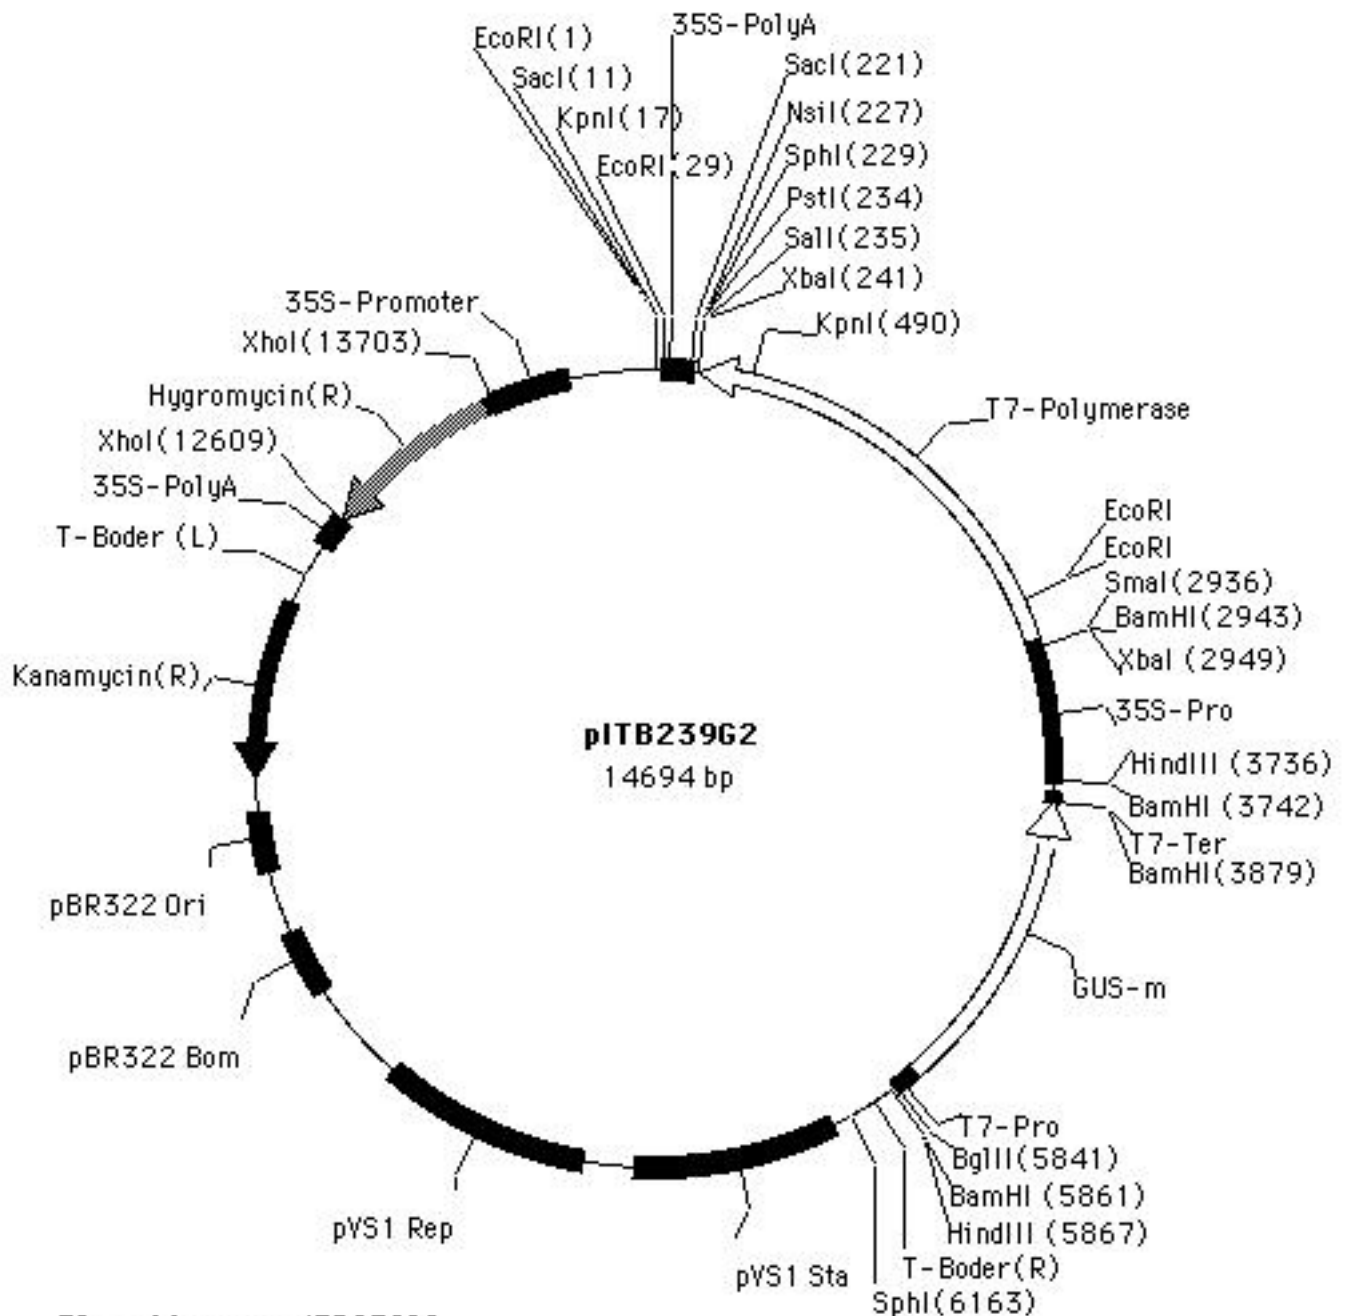 35S-PolyA
EcoRI(1)
SacI(11)
KpnI(17)
EcoRI(29)
SacI(221)
NsiI(227)
SphI(229)
PstI(234)
SalI(235)
XbaI(241)
KpnI(490)
T7-Polymerase
EcoRI
EcoRI
SmaI(2936)
BamHI(2943)
XbaI (2949)
35S-Pro
HindIII (3736)
BamHI (3742)
T7-Ter
BamHI(3879)
GUS-m
T7-Pro
BglII(5841)
BamHI (5861)
HindIII (5867)
T-Boder(R)
SphI(6163)
pVS1 Sta
pVS1 Rep
pBR322 Bom
pBR322 Ori
Kanamycin(R)
T-Boder (L)
35S-PolyA
XhoI(12609)
Hygromycin(R)
XhoI(13703)
35S-Promoter
pITB239G2
14694 bp